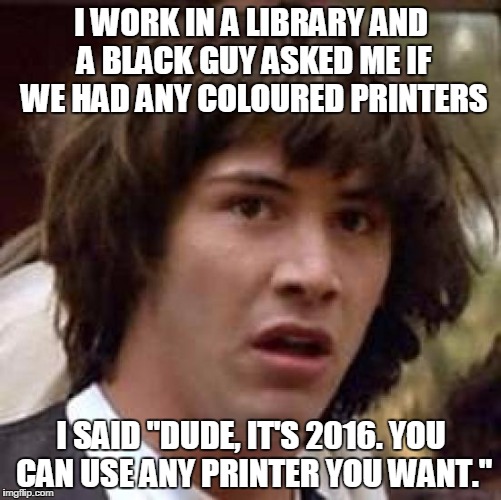 I WORK IN A LIBRARY AND
A BLACK GUY ASKED ME IF
WE HAD ANY COLOURED PRINTERS
I SAID "DUDE, IT'S 2016. YOU
CAN USE ANY PRINTER YOU WANT."
imgflip.com